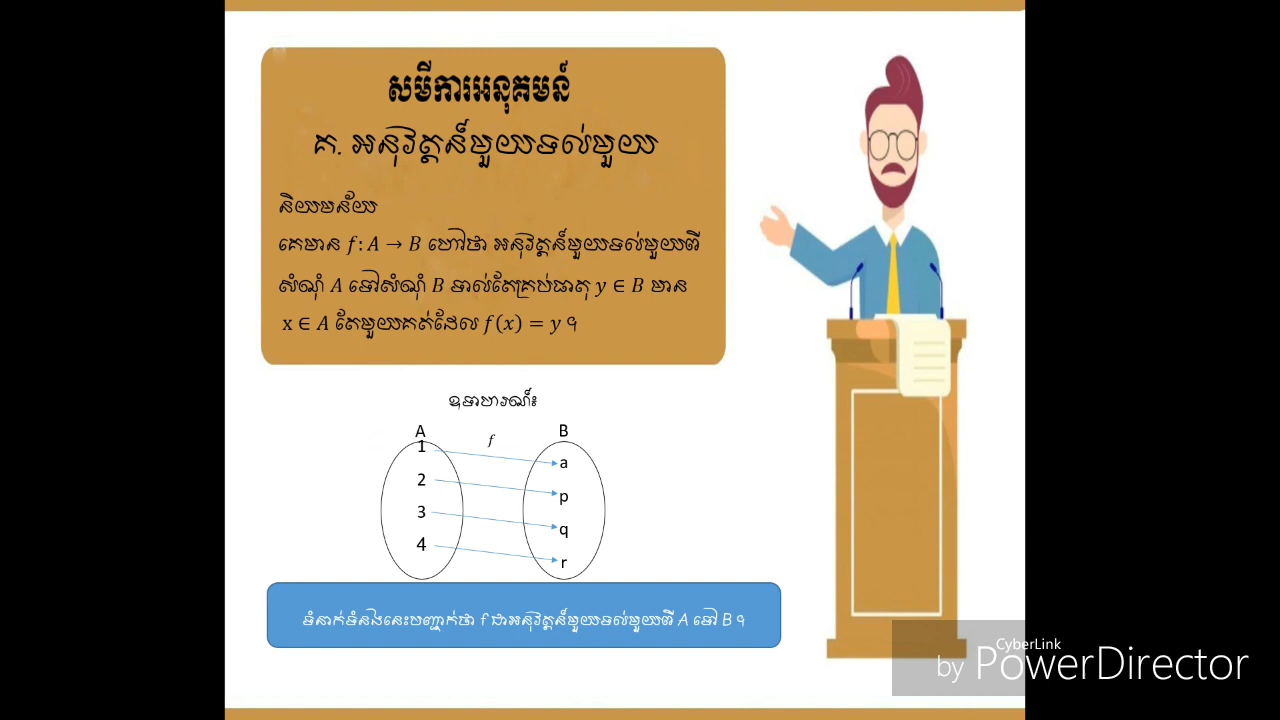 សមីការអនុគមន៍
គ. អនុវត្តន៍មួយទល់មួយ
និយមន័យ
គេមាន f: A → B ហៅថា អនុវត្តន៍មួយទល់មួយពី
សំណុំ A ទៅសំណុំ B ទាល់តែគ្រប់ធាតុ y ∈ B មាន
x ∈ A តែមួយគត់ដែល f(x) = y ។
ឧទាហរណ៍៖
A f B
1 a
2 p
3 q
4 r
ទំនាក់ទំនងនេះបញ្ជាក់ថា f ជាអនុវត្តន៍មួយទល់មួយពី A ទៅ B ។
CyberLink
by PowerDirector